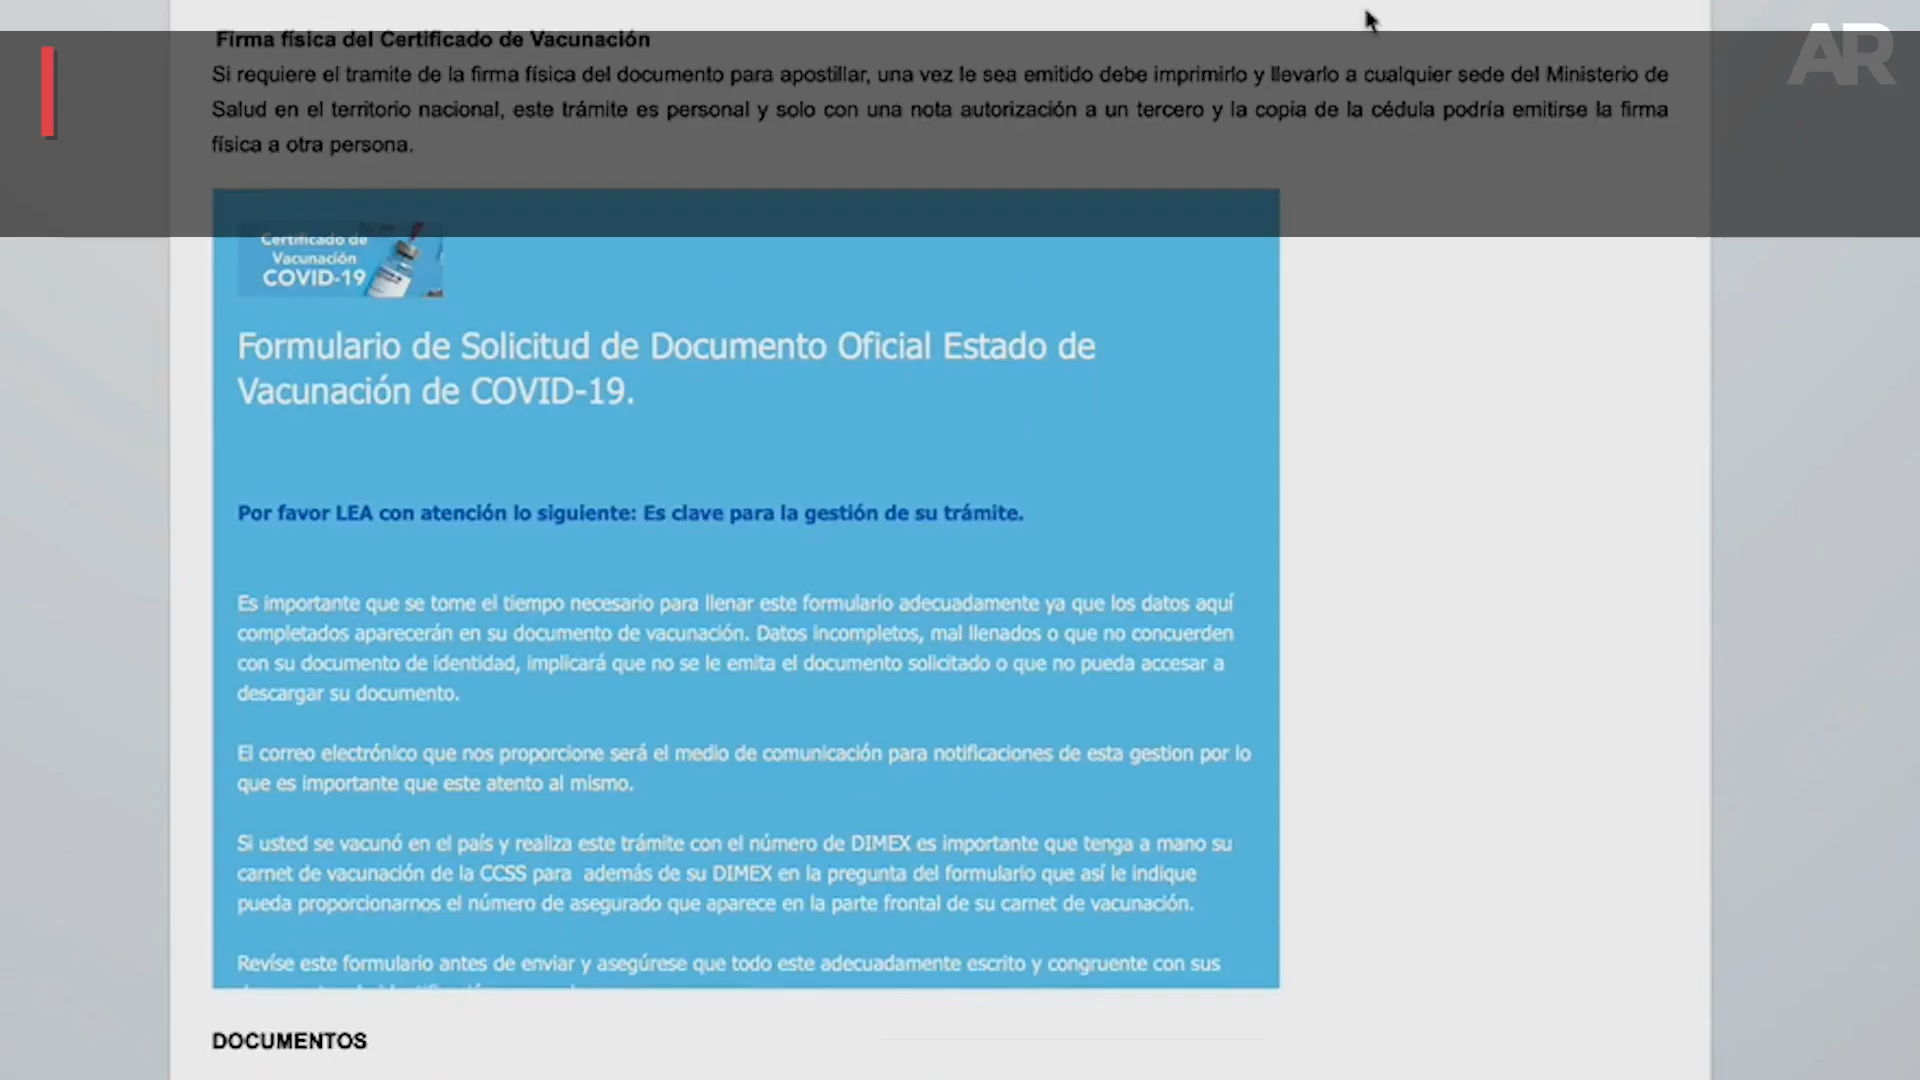 Firma física del Certificado de Vacunación
AR
Si requiere el tramite de la firma física del documento para apostillar, una vez le sea emitido debe imprimirlo y llevarlo a cualquier sede del Ministerio de
Salud en el territorio nacional, este trámite es personal y solo con una nota autorización a un tercero y la copia de la cédula podría emitirse la firma
física a otra persona.
Certificado de
Vacunación
COVID-19
Formulario de Solicitud de Documento Oficial Estado de
Vacunación de COVID-19.
Por favor LEA con atención lo siguiente: Es clave para la gestión de su trámite.
Es importante que se tome el tiempo necesario para llenar este formulario adecuadamente ya que los datos aquí
completados aparecerán en su documento de vacunación. Datos incompletos, mal llenados o que no concuerden
con su documento de identidad, implicará que no se le emita el documento solicitado o que no pueda accesar a
descargar su documento.
El correo electrónico que nos proporcione será el medio de comunicación para notificaciones de esta gestion por lo
que es importante que este atento al mismo.
Si usted se vacunó en el país y realiza este trámite con el número de DIMEX es importante que tenga a mano su
carnet de vacunación de la CCSS para además de su DIMEX en la pregunta del formulario que así le indique
pueda proporcionarnos el número de asegurado que aparece en la parte frontal de su carnet de vacunación.
Revíse este formulario antes de enviar y asegúrese que todo este adecuadamente escrito y congruente con sus
DOCUMENTOS